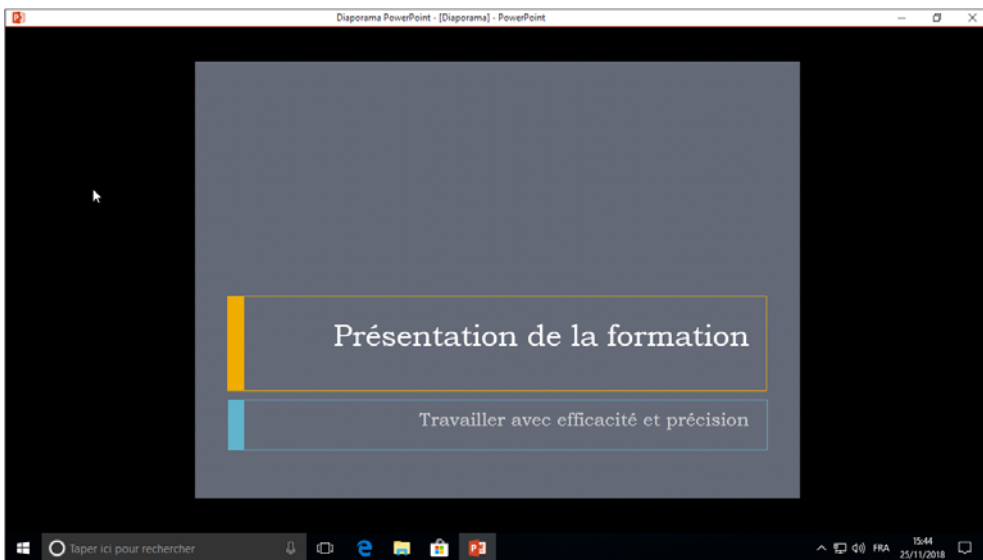 Diaporama PowerPoint - [Diaporama] - PowerPoint
Présentation de la formation
Travailler avec efficacité et précision
Taper ici pour rechercher
FRA
15:44
25/11/2018